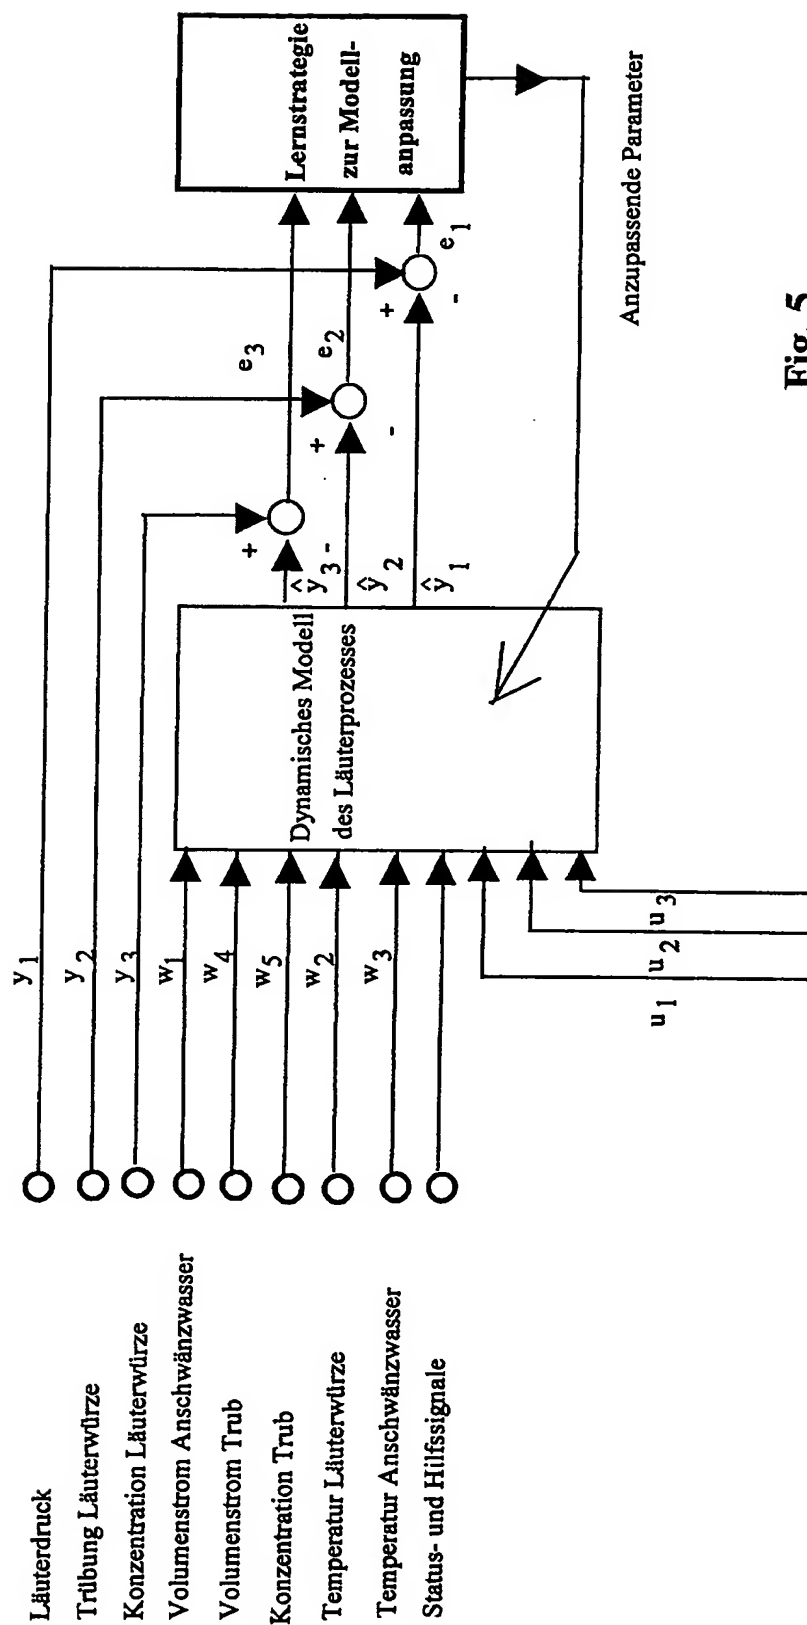 Läuterdruck
Trübung Läuterwürze
Konzentration Läuterwürze
Volumenstrom Anschwänzwasser
Volumenstrom Trub
Konzentration Trub
Temperatur Läuterwürze
Temperatur Anschwänzwasser
Status- und Hilfssignale
y1
y2
y3
w1
w4
w5
w2
w3
u1
u2
u3
Dynamisches Modell
des Läuterprozesses
ŷ3
ŷ2
ŷ1
+
-
+
-
+
-
e3
e2
e1
Lernstrategie
zur Modell-
anpassung
Anzupassende Parameter
Fig. 5